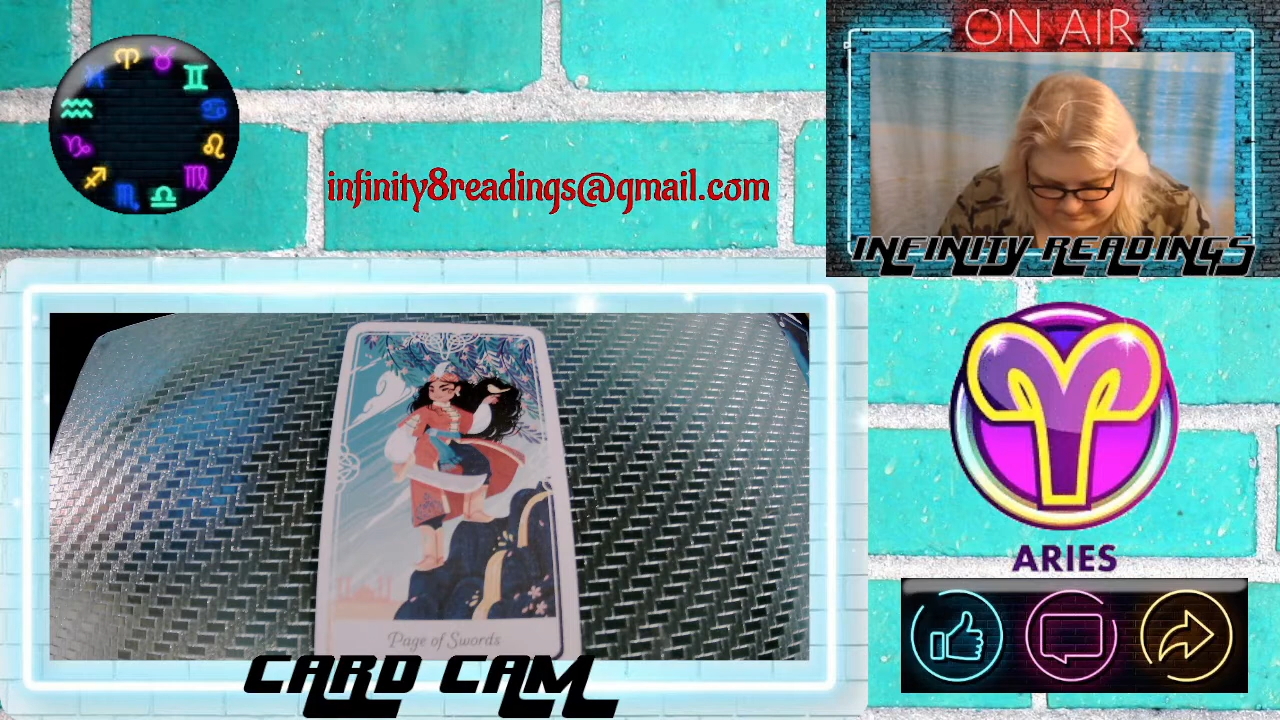 ON AIR
infinity8readings@gmail.com
INFINITY READINGS
ARIES
Page of Swords
CARD CAM